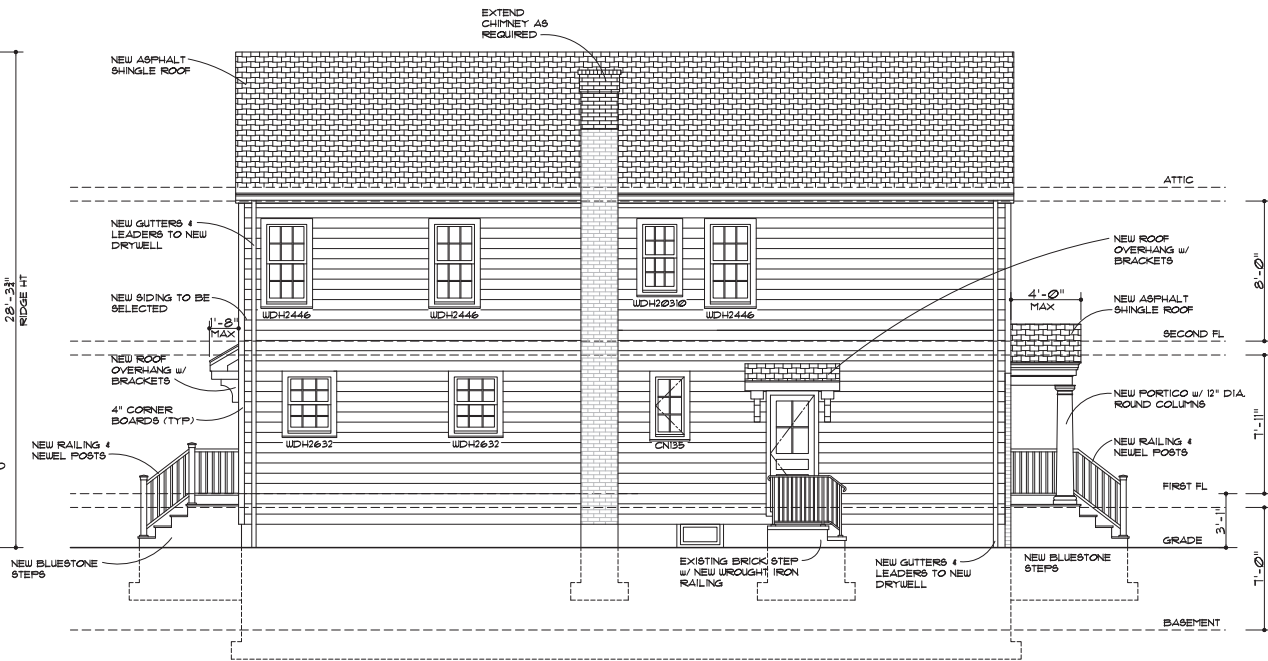 EXTEND
CHIMNEY AS
REQUIRED
NEW ASPHALT
SHINGLE ROOF
ATTIC
NEW GUTTERS &
LEADERS TO NEW
DRYWELL
NEW ROOF
OVERHANG w/
BRACKETS
8'-0"
28'-3¾"
RIDGE HT
NEW SIDING TO BE
SELECTED
WDH2446
WDH2446
WDH20310
WDH2446
4'-0"
MAX
NEW ASPHALT
SHINGLE ROOF
1'-8"
MAX
SECOND FL
NEW ROOF
OVERHANG w/
BRACKETS
4" CORNER
BOARDS (TYP)
NEW PORTICO w/ 12" DIA.
ROUND COLUMNS
7'-11"
NEW RAILING &
NEWEL POSTS
WDH2632
WDH2632
CN135
NEW RAILING &
NEWEL POSTS
FIRST FL
3'-1"
GRADE
NEW BLUESTONE
STEPS
EXISTING BRICK STEP
w/ NEW WROUGHT IRON
RAILING
NEW GUTTERS &
LEADERS TO NEW
DRYWELL
NEW BLUESTONE
STEPS
7'-0"
BASEMENT